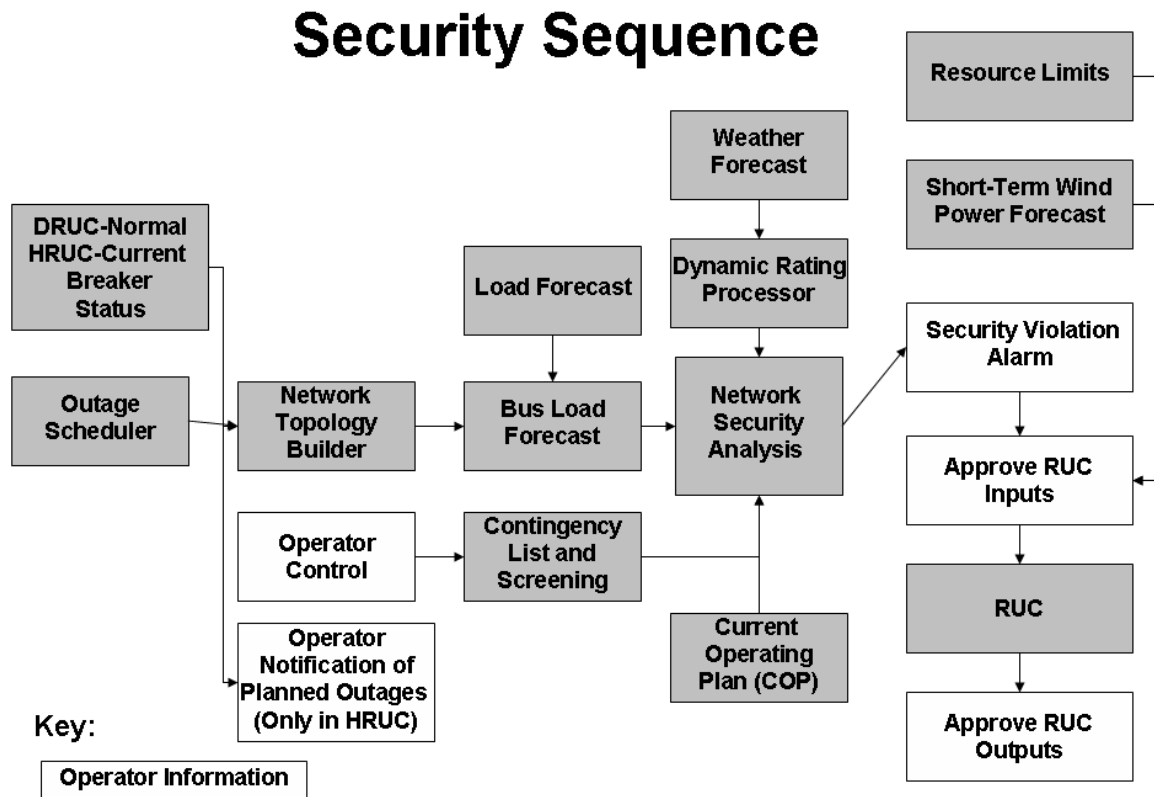 Security Sequence
Resource Limits
Weather
Forecast
Short-Term Wind
Power Forecast
DRUC-Normal
HRUC-Current
Breaker
Status
Load Forecast
Dynamic Rating
Processor
Security Violation
Alarm
Outage
Scheduler
Network
Topology
Builder
Bus Load
Forecast
Network
Security
Analysis
Approve RUC
Inputs
Operator
Control
Contingency
List and
Screening
RUC
Operator
Notification of
Planned Outages
(Only in HRUC)
Current
Operating
Plan (COP)
Approve RUC
Outputs
Key:
Operator Information